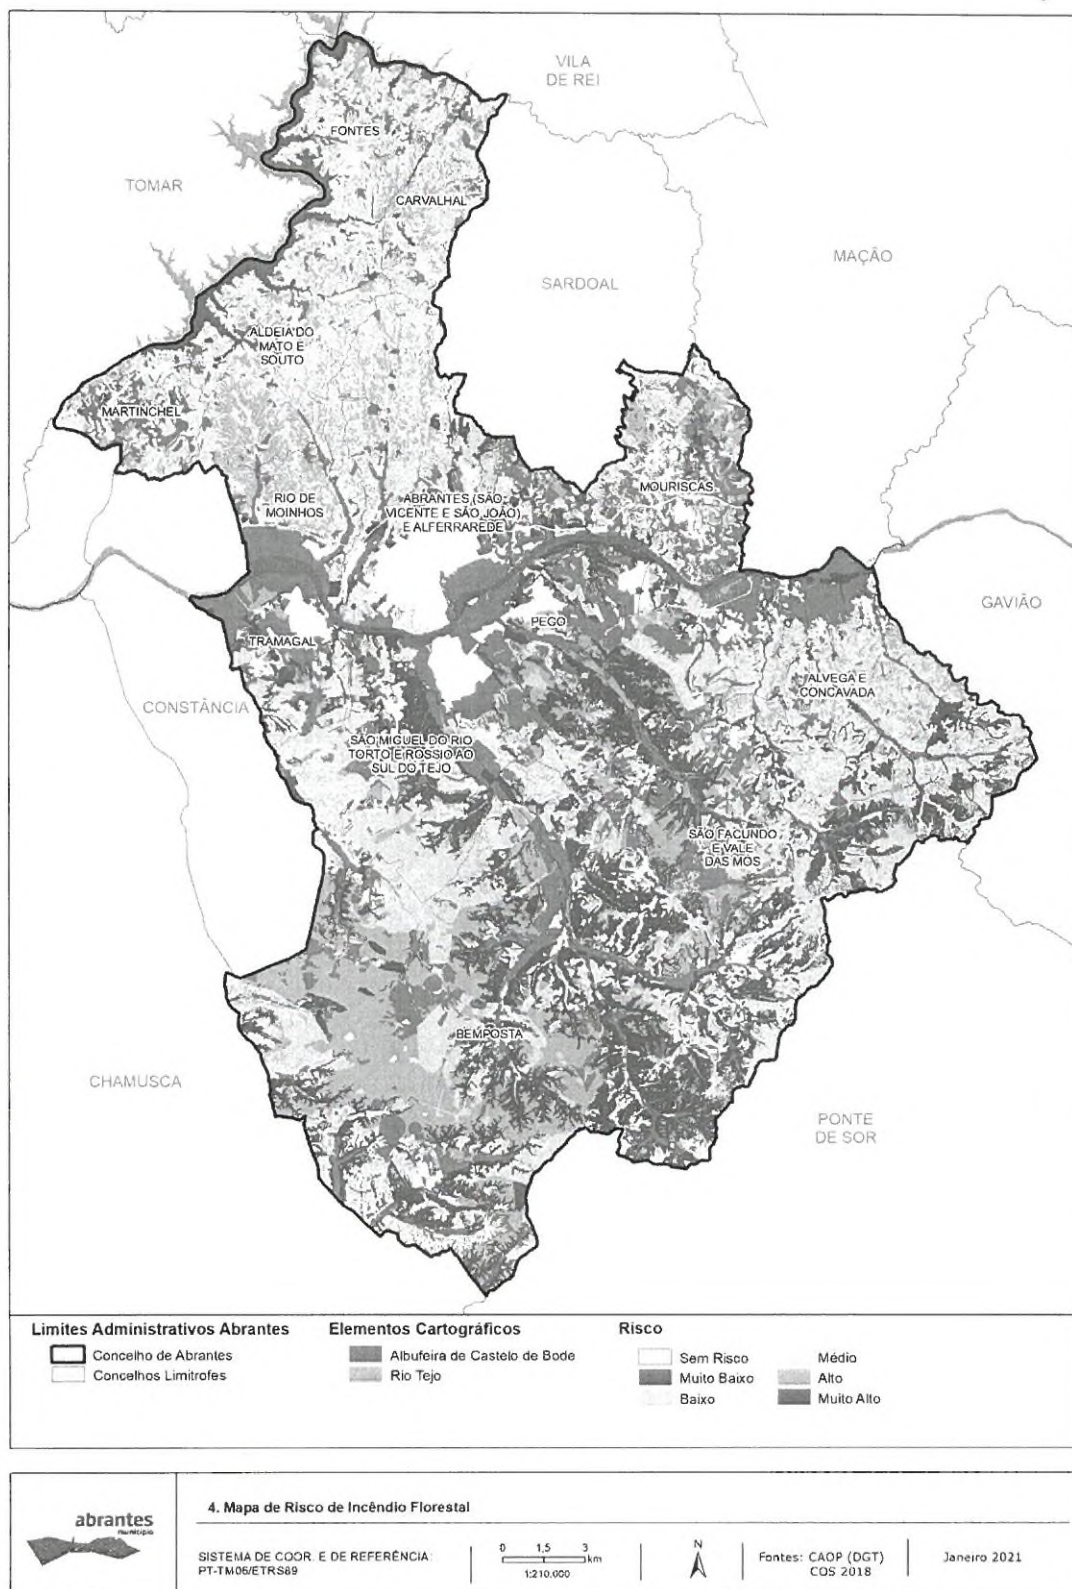 VILA
DE REI
FONTES
TOMAR
CARVALHAL
MAÇÃO
SARDOAL
ALDEIA DO
MATO E
SOUTO
MARTINCHEL
MOURISCAS
RIO DE
MOINHOS
ABRANTES (SÃO
VICENTE E SÃO JOÃO)
E ALFERRAREDE
GAVIÃO
PEGO
TRAMAGAL
ALVEGA E
CONCAVADA
CONSTÂNCIA
SÃO MIGUEL DO RIO
TORTO E ROSSIO AO
SUL DO TEJO
SÃO FACUNDO
E VALE
DAS MÓS
BEMPOSTA
CHAMUSCA
PONTE
DE SOR
Limites Administrativos Abrantes
Concelho de Abrantes
Concelhos Limitrofes
Elementos Cartográficos
Albufeira de Castelo de Bode
Rio Tejo
Risco
Sem Risco
Muito Baixo
Baixo
Médio
Alto
Muito Alto
abrantes
município
4. Mapa de Risco de Incêndio Florestal
SISTEMA DE COOR. E DE REFERÊNCIA:
PT-TM06/ETRS89
0 1,5 3
km
1:210.000
N
Fontes: CAOP (DGT)
COS 2018
Janeiro 2021